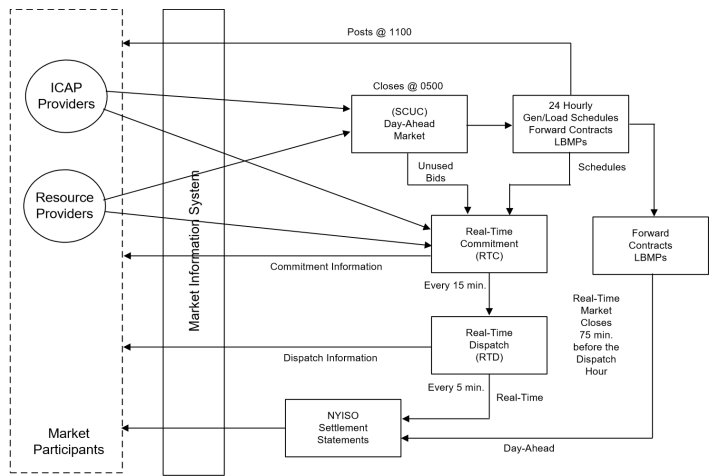 Posts @ 1100
ICAP
Providers
Closes @ 0500
(SCUC)
Day-Ahead
Market
24 Hourly
Gen/Load Schedules
Forward Contracts
LBMPs
Unused
Bids
Schedules
Resource
Providers
Market Information System
Real-Time
Commitment
(RTC)
Forward
Contracts
LBMPs
Commitment Information
Every 15 min.
Real-Time
Market
Closes
75 min.
before the
Dispatch
Hour
Real-Time
Dispatch
(RTD)
Dispatch Information
Every 5 min.
Real-Time
NYISO
Settlement
Statements
Market
Participants
Day-Ahead